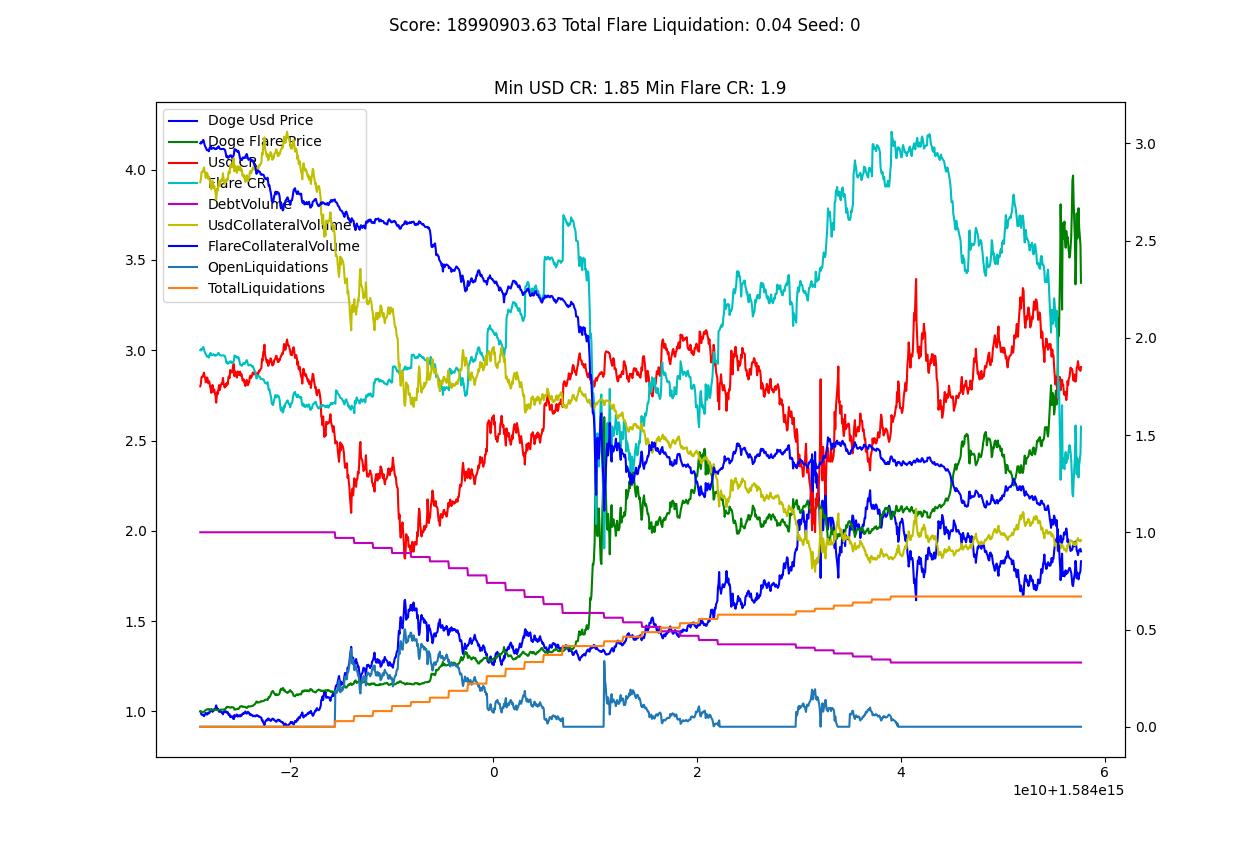 Score: 18990903.63 Total Flare Liquidation: 0.04 Seed: 0
Min USD CR: 1.85 Min Flare CR: 1.9
Doge Usd Price
Doge Flare Price
Usd CR
Flare CR
DebtVolume
UsdCollateralVolume
FlareCollateralVolume
OpenLiquidations
TotalLiquidations
4.0
3.5
3.0
2.5
2.0
1.5
1.0
3.0
2.5
2.0
1.5
1.0
0.5
0.0
−2 0 2 4 6
1e10+1.584e15